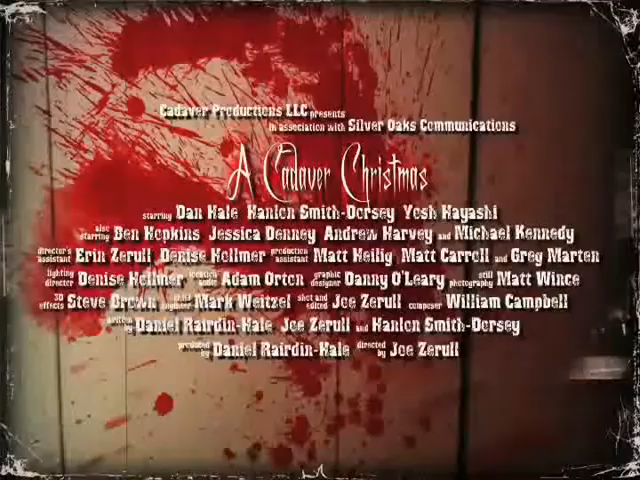 Cadaver Productions LLC presents
in association with Silver Oaks Communications
A Cadaver Christmas
starring Dan Hale Hanlon Smith-Dorsey Yosh Hayashi
also starring Ben Hopkins Jessica Denney Andrew Harvey and Michael Kennedy
director's assistant Erin Zerull Denise Hollmer production assistant Matt Heilig Matt Carroll and Greg Marten
lighting director Denise Hollmer location audio Adam Orton graphic designer Danny O'Leary still photography Matt Wince
3D effects Steve Brown Mark Weitzel shot and edited Joe Zerull composer William Campbell
written by Daniel Rairdin-Hale Joe Zerull and Hanlon Smith-Dorsey
produced by Daniel Rairdin-Hale directed by Joe Zerull